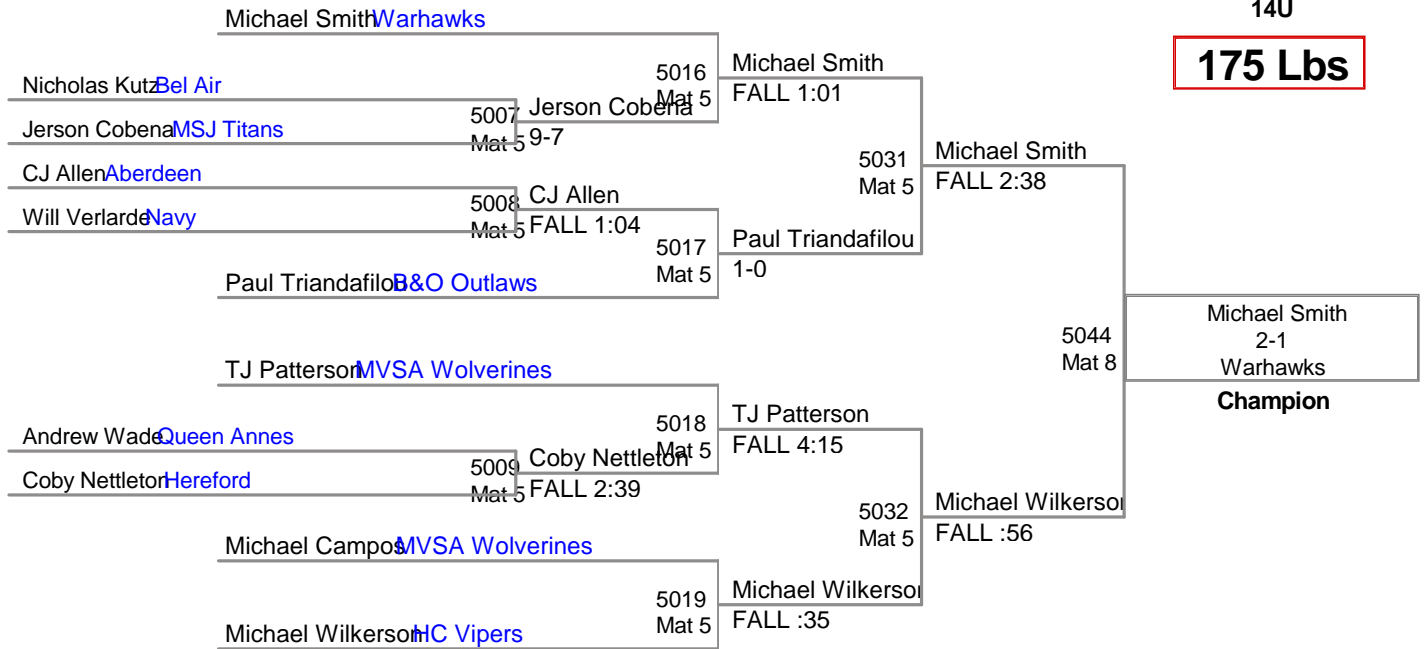 14U
175 Lbs
Michael Smith Warhawks
Nicholas Kutz Bel Air
Jerson Cobena MSJ Titans
CJ Allen Aberdeen
Will Verlarde Navy
Paul Triandafilou B&O Outlaws
TJ Patterson MVSA Wolverines
Andrew Wade Queen Annes
Coby Nettleton Hereford
Michael Campos MVSA Wolverines
Michael Wilkerson HC Vipers
5007
Mat 5
Jerson Cobena
9-7
5008
Mat 5
CJ Allen
FALL 1:04
5009
Mat 5
Coby Nettleton
FALL 2:39
5016
Mat 5
Michael Smith
FALL 1:01
5017
Mat 5
Paul Triandafilou
1-0
5018
Mat 5
TJ Patterson
FALL 4:15
5019
Mat 5
Michael Wilkerson
FALL :35
5031
Mat 5
Michael Smith
FALL 2:38
5032
Mat 5
Michael Wilkerson
FALL :56
5044
Mat 8
Michael Smith
2-1
Warhawks
Champion